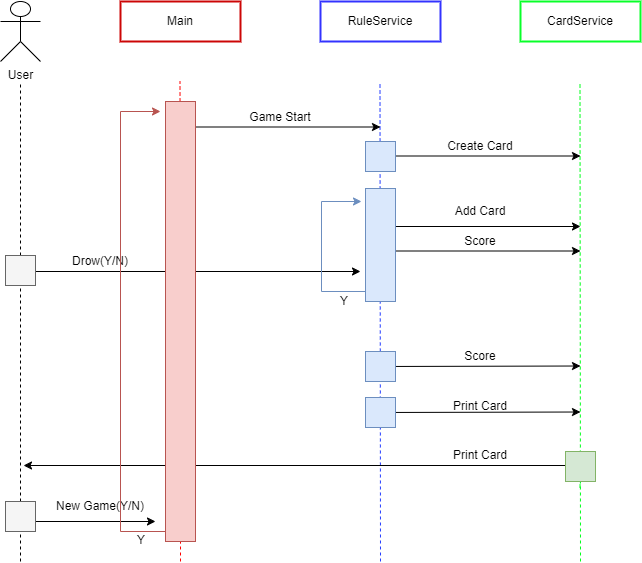 Main
RuleService
CardService
User
Game Start
Create Card
Add Card
Score
Drow(Y/N)
Y
Score
Print Card
Print Card
New Game(Y/N)
Y